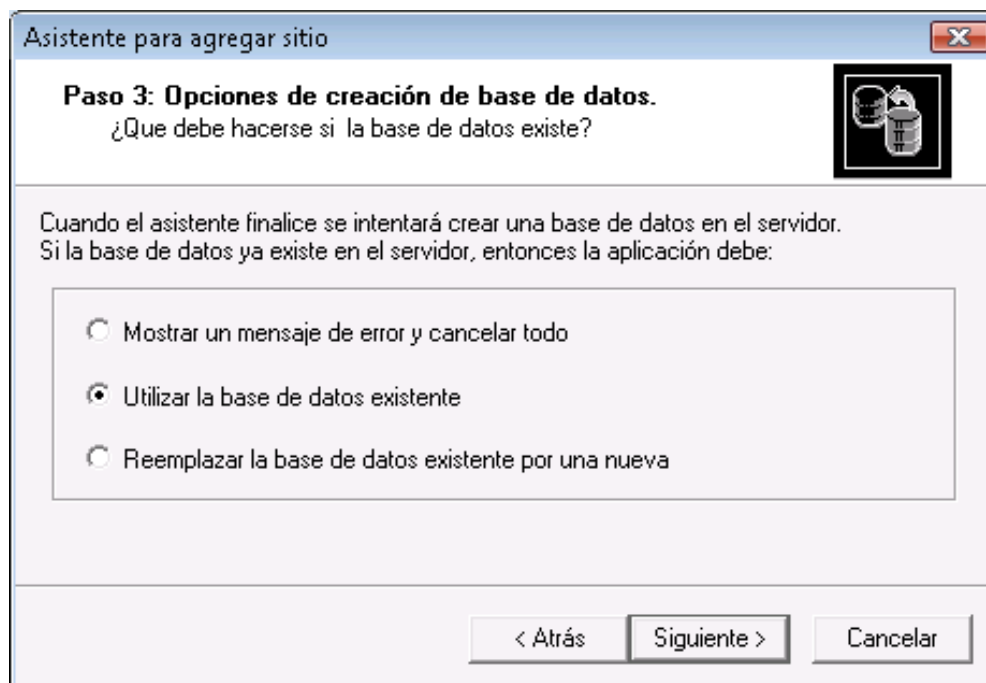 Asistente para agregar sitio
Paso 3: Opciones de creación de base de datos.
¿Que debe hacerse si la base de datos existe?
Cuando el asistente finalice se intentará crear una base de datos en el servidor.
Si la base de datos ya existe en el servidor, entonces la aplicación debe:
Mostrar un mensaje de error y cancelar todo
Utilizar la base de datos existente
Reemplazar la base de datos existente por una nueva
< Atrás
Siguiente >
Cancelar